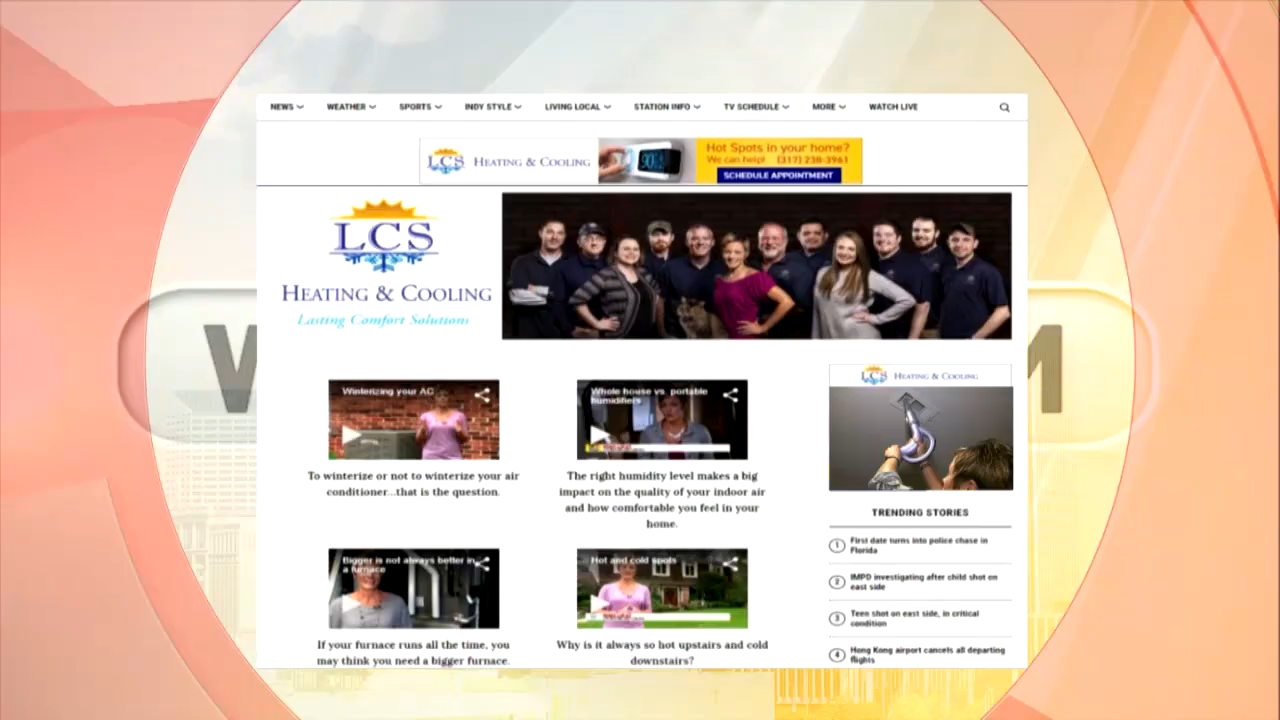 NEWS WEATHER SPORTS INDY STYLE LIVING LOCAL STATION INFO TV SCHEDULE MORE WATCH LIVE
LCS HEATING & COOLING
Hot Spots in your home?
We can help! (317) 238-3961
SCHEDULE APPOINTMENT
LCS
HEATING & COOLING
Lasting Comfort Solutions
Winterizing your AC
To winterize or not to winterize your air
conditioner...that is the question.
Whole house vs. portable
humidifiers
The right humidity level makes a big
impact on the quality of your indoor air
and how comfortable you feel in your
home.
Bigger is not always better in
a furnace
If your furnace runs all the time, you
may think you need a bigger furnace.
Hot and cold spots
Why is it always so hot upstairs and cold
downstairs?
LCS HEATING & COOLING
TRENDING STORIES
1 First date turns into police chase in
Florida
2 IMPD investigating after child shot on
east side
3 Teen shot on east side, in critical
condition
4 Hong Kong airport cancels all departing
flights